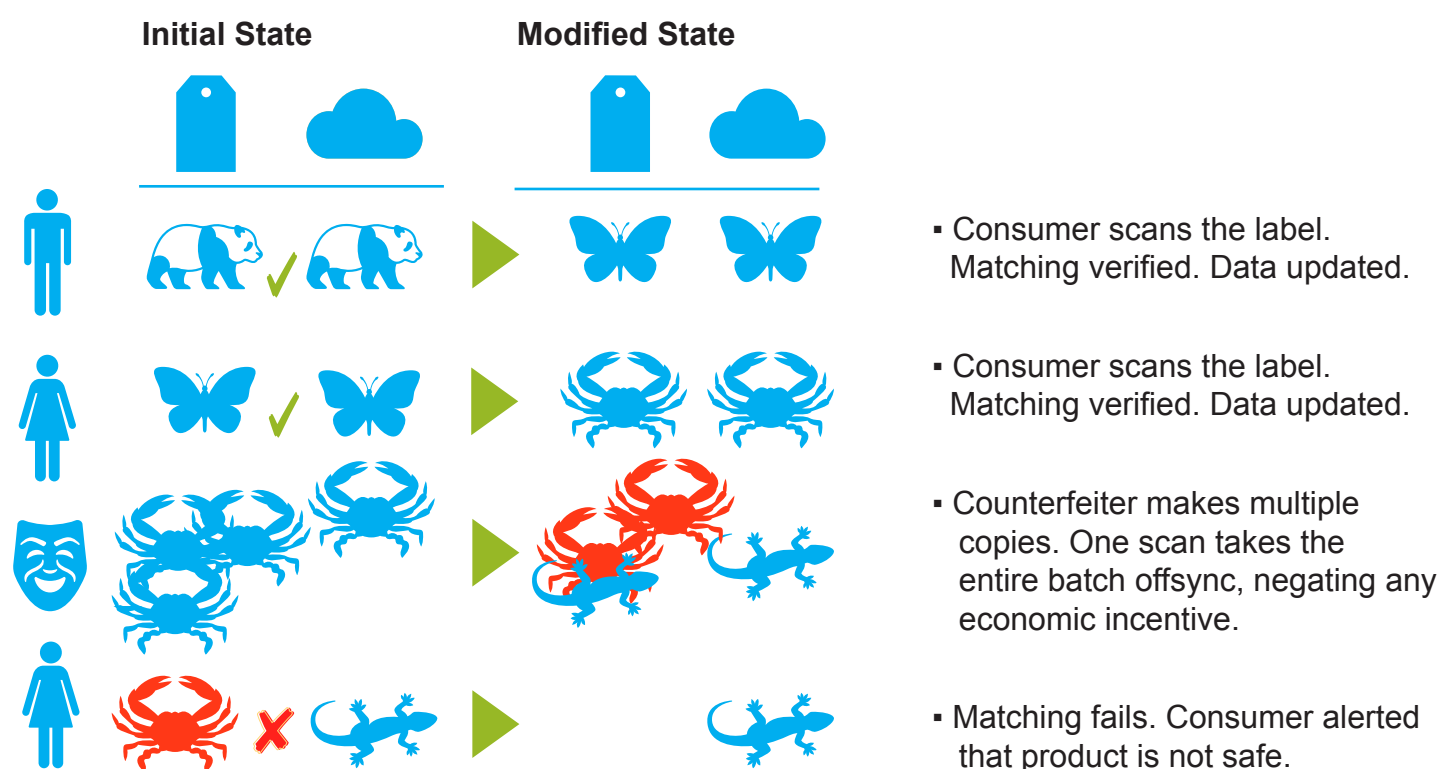 Initial State
Modified State
▪ Consumer scans the label.
Matching verified. Data updated.
▪ Consumer scans the label.
Matching verified. Data updated.
▪ Counterfeiter makes multiple
copies. One scan takes the
entire batch offsync, negating any
economic incentive.
▪ Matching fails. Consumer alerted
that product is not safe.